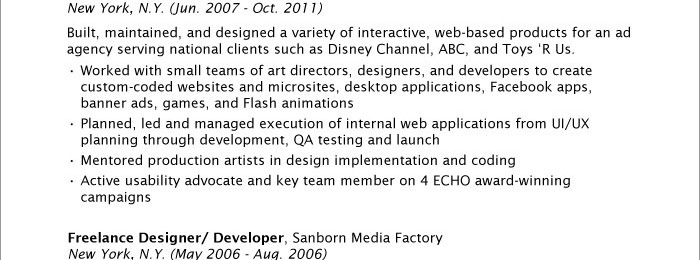 New York, N.Y. (Jun. 2007 - Oct. 2011)
Built, maintained, and designed a variety of interactive, web-based products for an ad
agency serving national clients such as Disney Channel, ABC, and Toys ‘R Us.
· Worked with small teams of art directors, designers, and developers to create
custom-coded websites and microsites, desktop applications, Facebook apps,
banner ads, games, and Flash animations
· Planned, led and managed execution of internal web applications from UI/UX
planning through development, QA testing and launch
· Mentored production artists in design implementation and coding
· Active usability advocate and key team member on 4 ECHO award-winning
campaigns
Freelance Designer/ Developer, Sanborn Media Factory
New York, N.Y. (May 2006 - Aug. 2006)